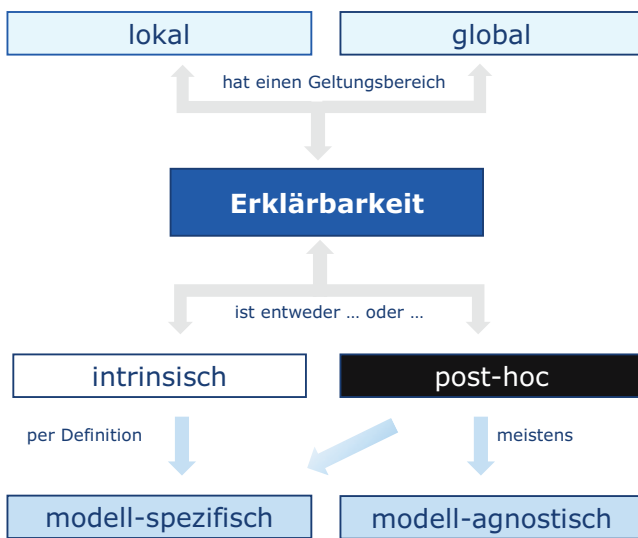 lokal
global
hat einen Geltungsbereich
Erklärbarkeit
ist entweder ... oder ...
intrinsisch
post-hoc
per Definition
meistens
modell-spezifisch
modell-agnostisch